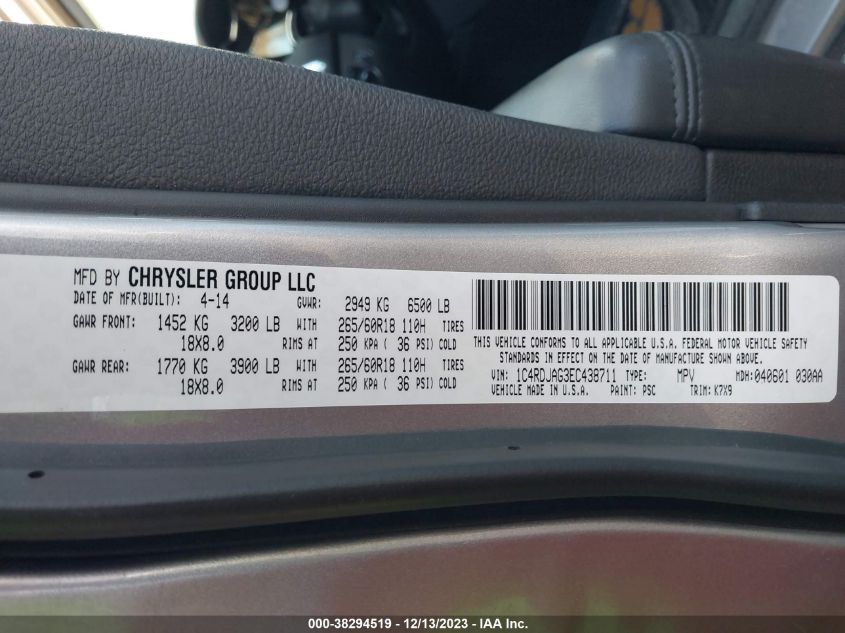 MFD BY CHRYSLER GROUP LLC
DATE OF MFR(BUILT): 4-14 GVWR: 2949 KG 6500 LB
GAWR FRONT: 1452 KG 3200 LB WITH 265/60R18 110H TIRES
18X8.0 RIMS AT 250 KPA ( 36 PSI) COLD
GAWR REAR: 1770 KG 3900 LB WITH 265/60R18 110H TIRES
18X8.0 RIMS AT 250 KPA ( 36 PSI) COLD
THIS VEHICLE CONFORMS TO ALL APPLICABLE U.S.A. FEDERAL MOTOR VEHICLE SAFETY
STANDARDS IN EFFECT ON THE DATE OF MANUFACTURE SHOWN ABOVE.
VIN: 1C4RDJAG3EC438711 TYPE: MPV MDH: 040601 030AA
VEHICLE MADE IN U.S.A. PAINT: PSC TRIM: K7X9
000-38294519 - 12/13/2023 - IAA Inc.